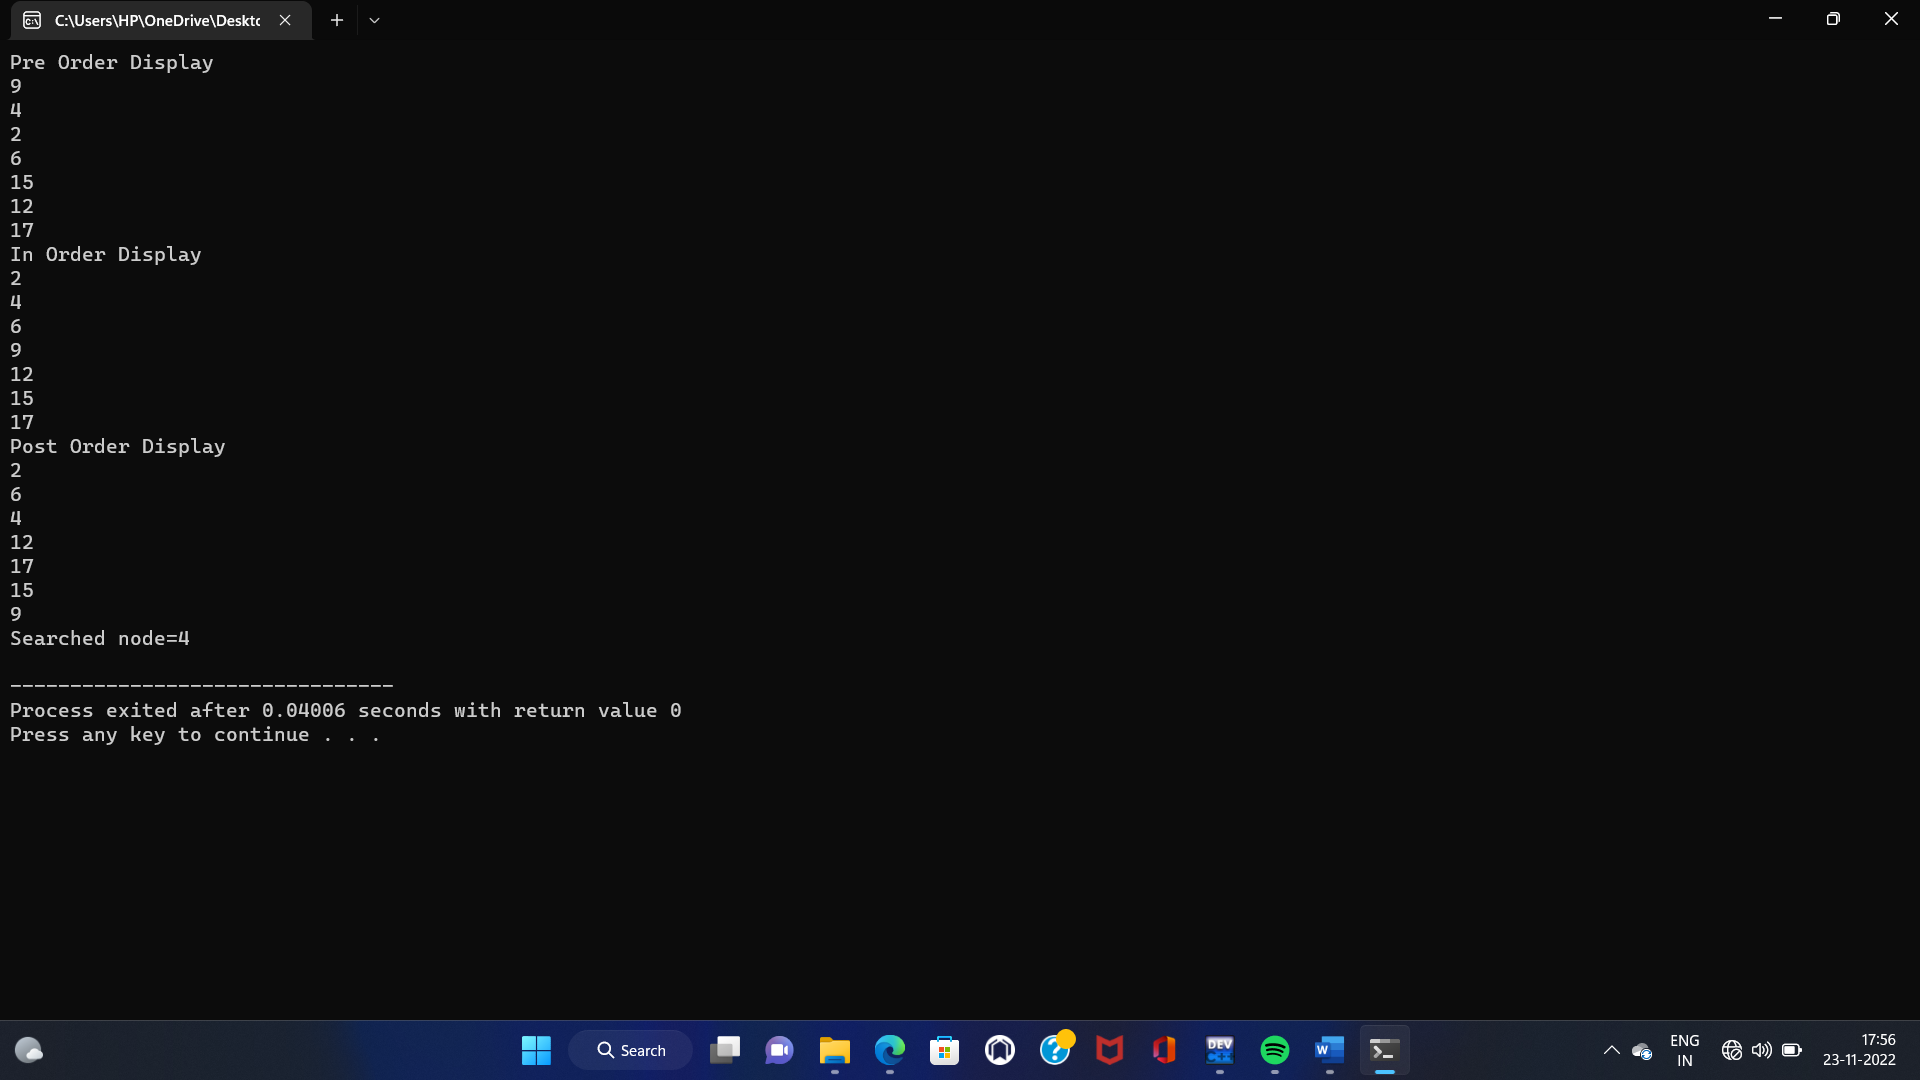 C:\Users\HP\OneDrive\Deskto
Pre Order Display
9
4
2
6
15
12
17
In Order Display
2
4
6
9
12
15
17
Post Order Display
2
6
4
12
17
15
9
Searched node=4
--------------------------------
Process exited after 0.04006 seconds with return value 0
Press any key to continue . . .
Search
DEV
C++
W
ENG
IN
17:56
23-11-2022